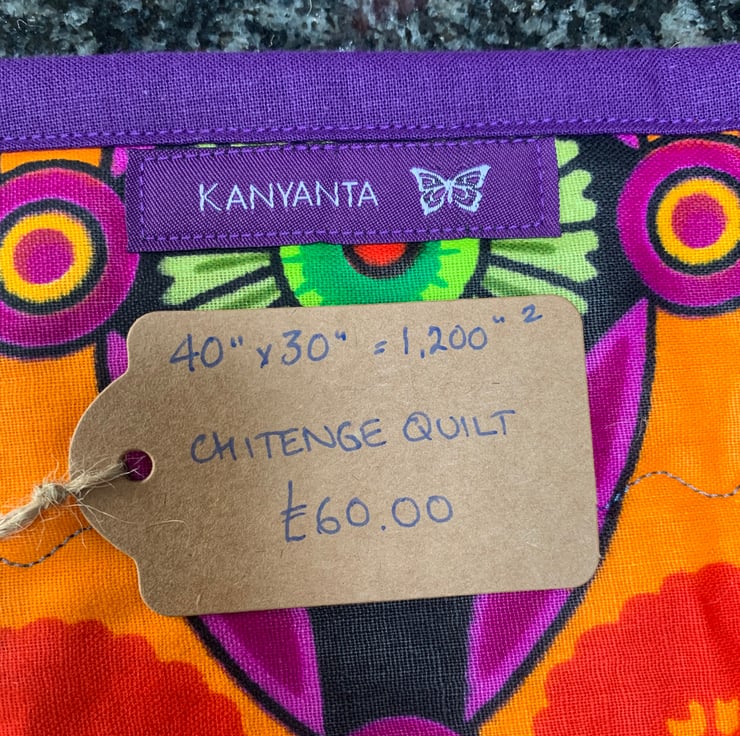 KANYANTA
40" x 30" = 1,200" ²
CHITENGE QUILT
£60.00